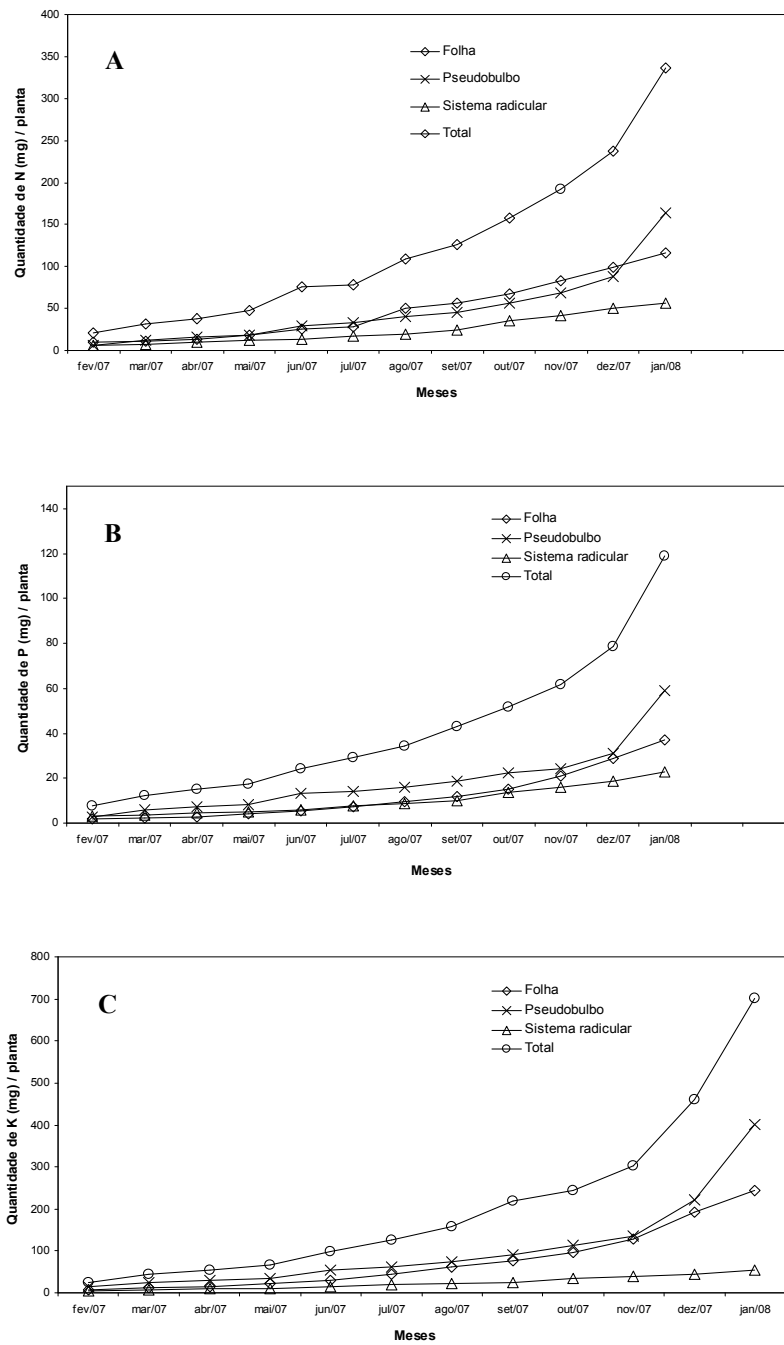 400
350
300
250
200
150
100
50
0
Quantidade de N (mg) / planta
A
Folha
Pseudobulbo
Sistema radicular
Total
fev/07 mar/07 abr/07 mai/07 jun/07 jul/07 ago/07 set/07 out/07 nov/07 dez/07 jan/08
Meses
140
120
100
80
60
40
20
0
Quantidade de P (mg) / planta
B
Folha
Pseudobulbo
Sistema radicular
Total
fev/07 mar/07 abr/07 mai/07 jun/07 jul/07 ago/07 set/07 out/07 nov/07 dez/07 jan/08
Meses
800
700
600
500
400
300
200
100
0
Quantidade de K (mg) / planta
C
Folha
Pseudobulbo
Sistema radicular
Total
fev/07 mar/07 abr/07 mai/07 jun/07 jul/07 ago/07 set/07 out/07 nov/07 dez/07 jan/08
Meses